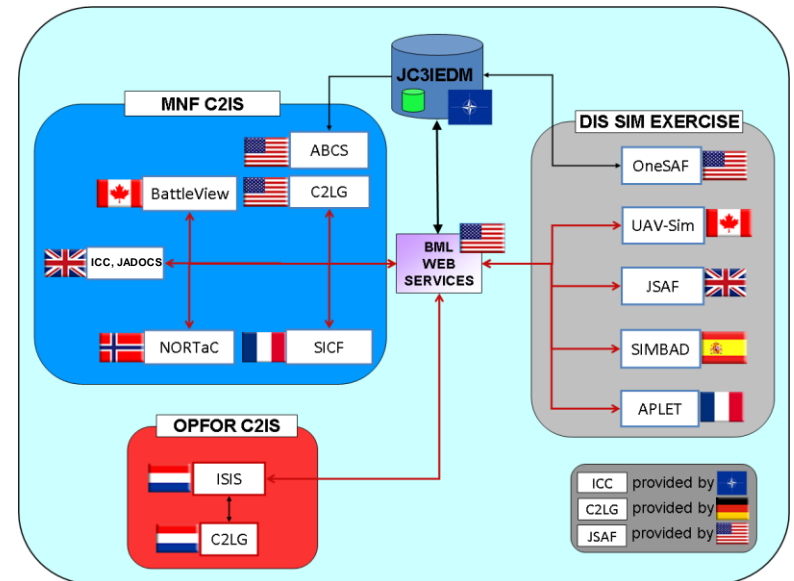 JC3IEDM
MNF C2IS
ABCS
BattleView
C2LG
ICC, JADOCS
NORTaC
SICF
BML
WEB
SERVICES
DIS SIM EXERCISE
OneSAF
UAV-Sim
JSAF
SIMBAD
APLET
OPFOR C2IS
ISIS
C2LG
ICC provided by
C2LG provided by
JSAF provided by